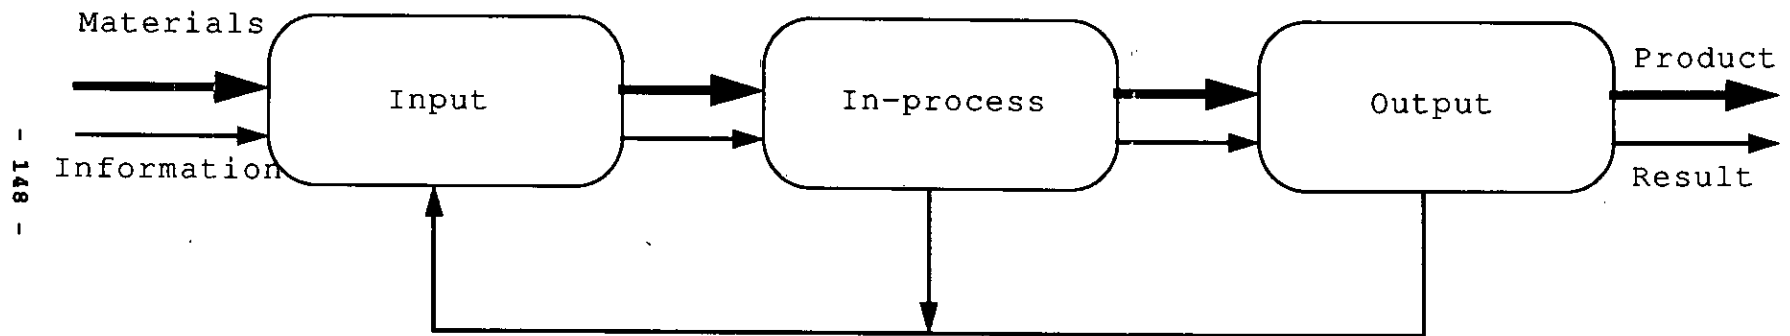 Materials
Information
Input
In-process
Output
Product
Result
- 148 -